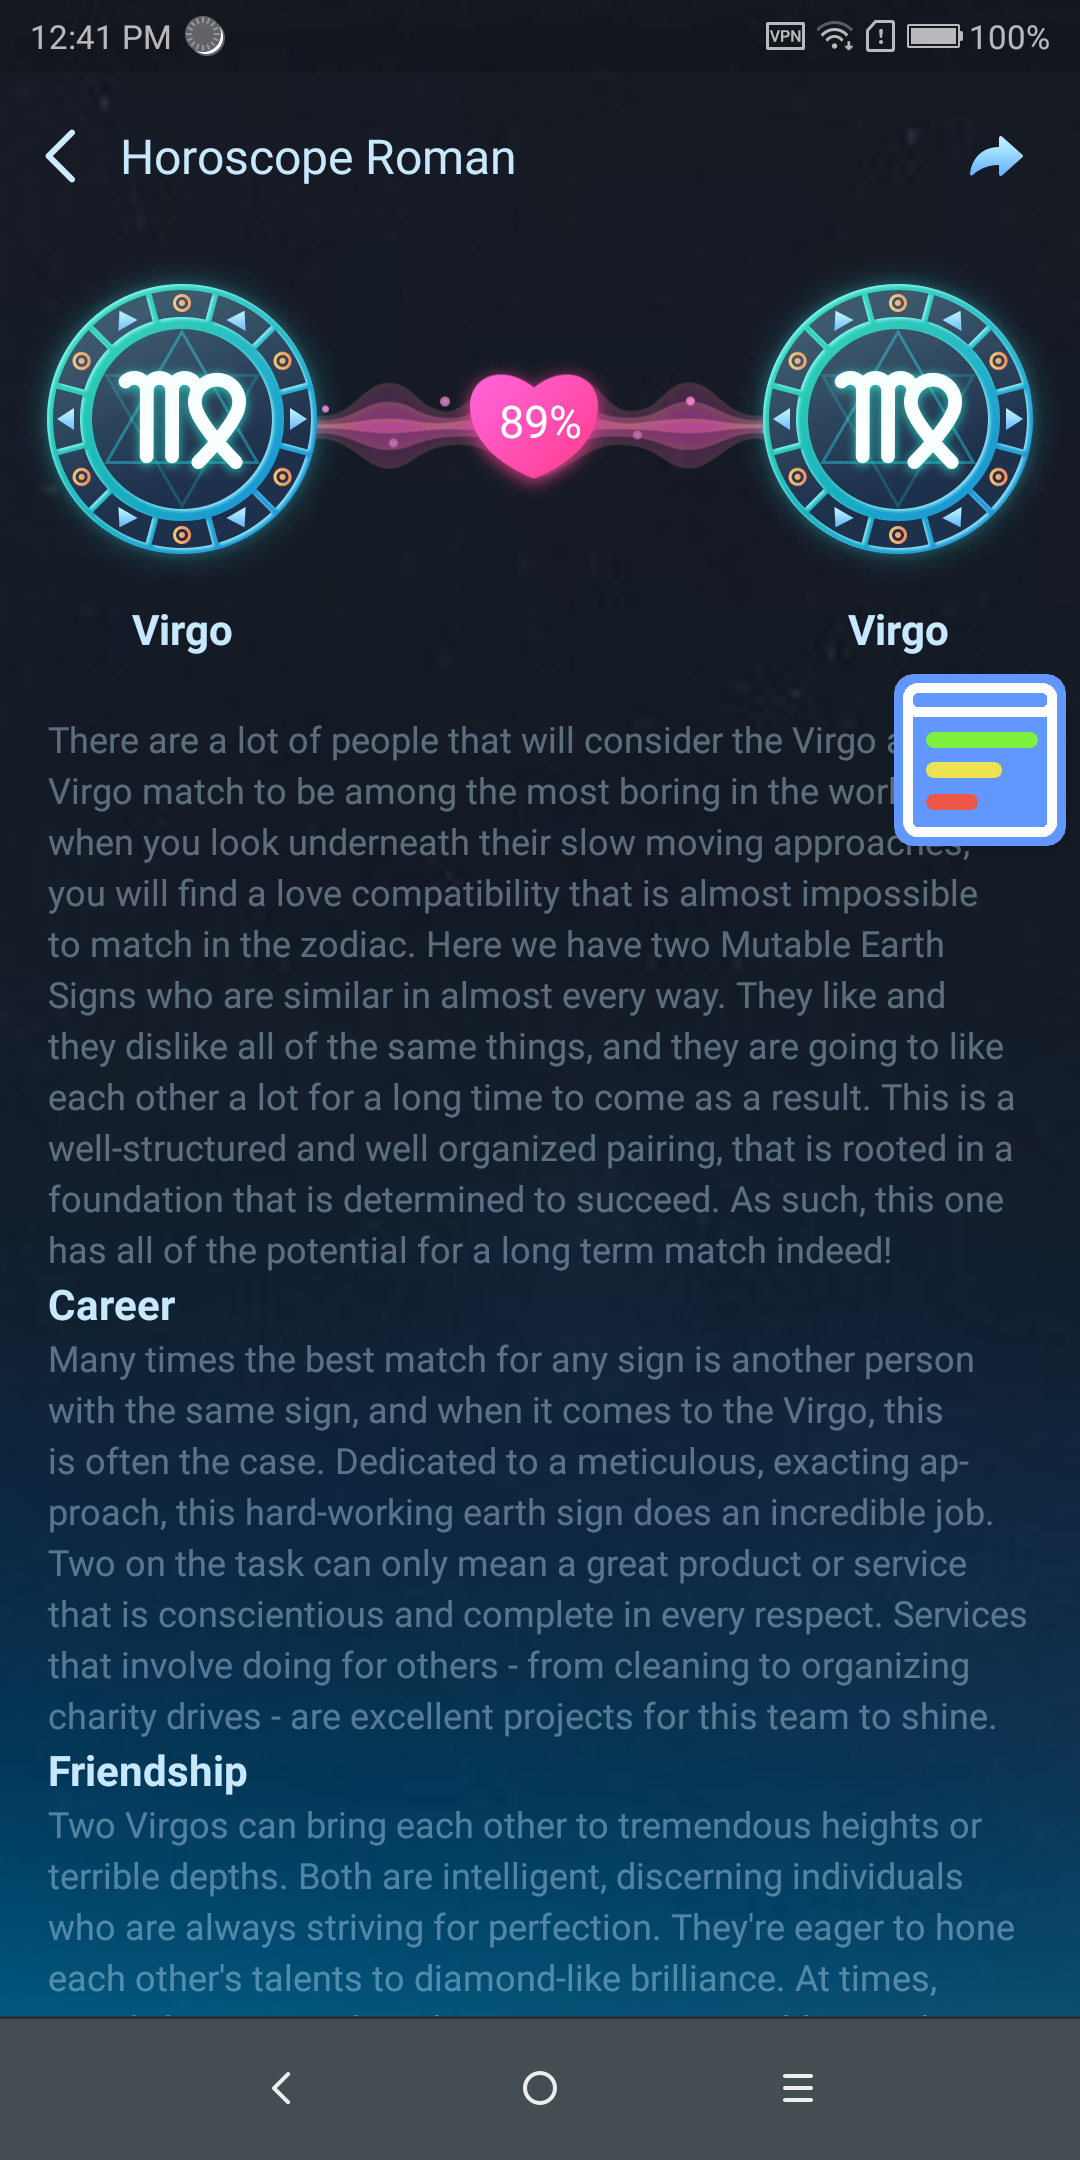 12:41 PM
VPN
100%
Horoscope Roman
89%
Virgo
Virgo
There are a lot of people that will consider the Virgo
Virgo match to be among the most boring in the
when you look underneath their slow moving approaches,
you will find a love compatibility that is almost impossible
to match in the zodiac. Here we have two Mutable Earth
Signs who are similar in almost every way. They like and
they dislike all of the same things, and they are going to like
each other a lot for a long time to come as a result. This is a
well-structured and well organized pairing, that is rooted in a
foundation that is determined to succeed. As such, this one
has all of the potential for a long term match indeed!
Career
Many times the best match for any sign is another person
with the same sign, and when it comes to the Virgo, this
is often the case. Dedicated to a meticulous, exacting ap-
proach, this hard-working earth sign does an incredible job.
Two on the task can only mean a great product or service
that is conscientious and complete in every respect. Services
that involve doing for others - from cleaning to organizing
charity drives - are excellent projects for this team to shine.
Friendship
Two Virgos can bring each other to tremendous heights or
terrible depths. Both are intelligent, discerning individuals
who are always striving for perfection. They're eager to hone
each other's talents to diamond-like brilliance. At times,